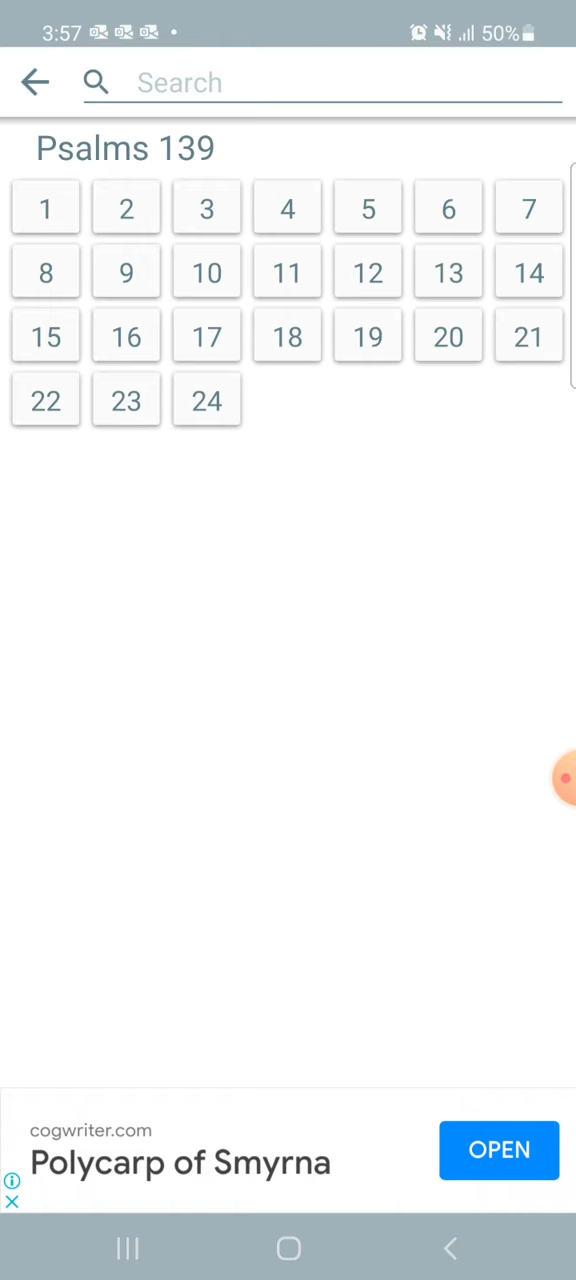 3:57 50%
Search
Psalms 139
1 2 3 4 5 6 7
8 9 10 11 12 13 14
15 16 17 18 19 20 21
22 23 24
cogwriter.com
Polycarp of Smyrna
OPEN